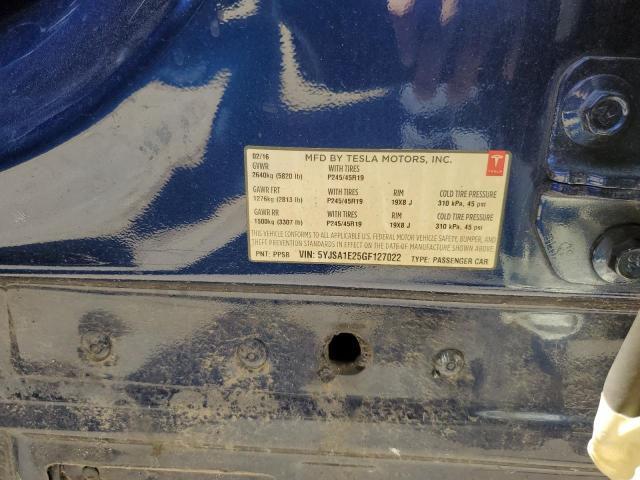 02/16 MFD BY TESLA MOTORS, INC.
GVWR WITH TIRES
2640kg (5820 lb) P245/45R19
GAWR FRT WITH TIRES RIM COLD TIRE PRESSURE
1276kg (2813 lb) P245/45R19 19X8 J 310 kPa, 45 psi
GAWR RR WITH TIRES RIM COLD TIRE PRESSURE
1500kg (3307 lb) P245/45R19 19X8 J 310 kPa, 45 psi
THIS VEHICLE CONFORMS TO ALL APPLICABLE U.S. FEDERAL MOTOR VEHICLE SAFETY, BUMPER, AND
THEFT PREVENTION STANDARDS IN EFFECT ON THE DATE OF MANUFACTURE SHOWN ABOVE.
PNT: PPSB VIN: 5YJSA1E25GF127022 TYPE: PASSENGER CAR
TESLA